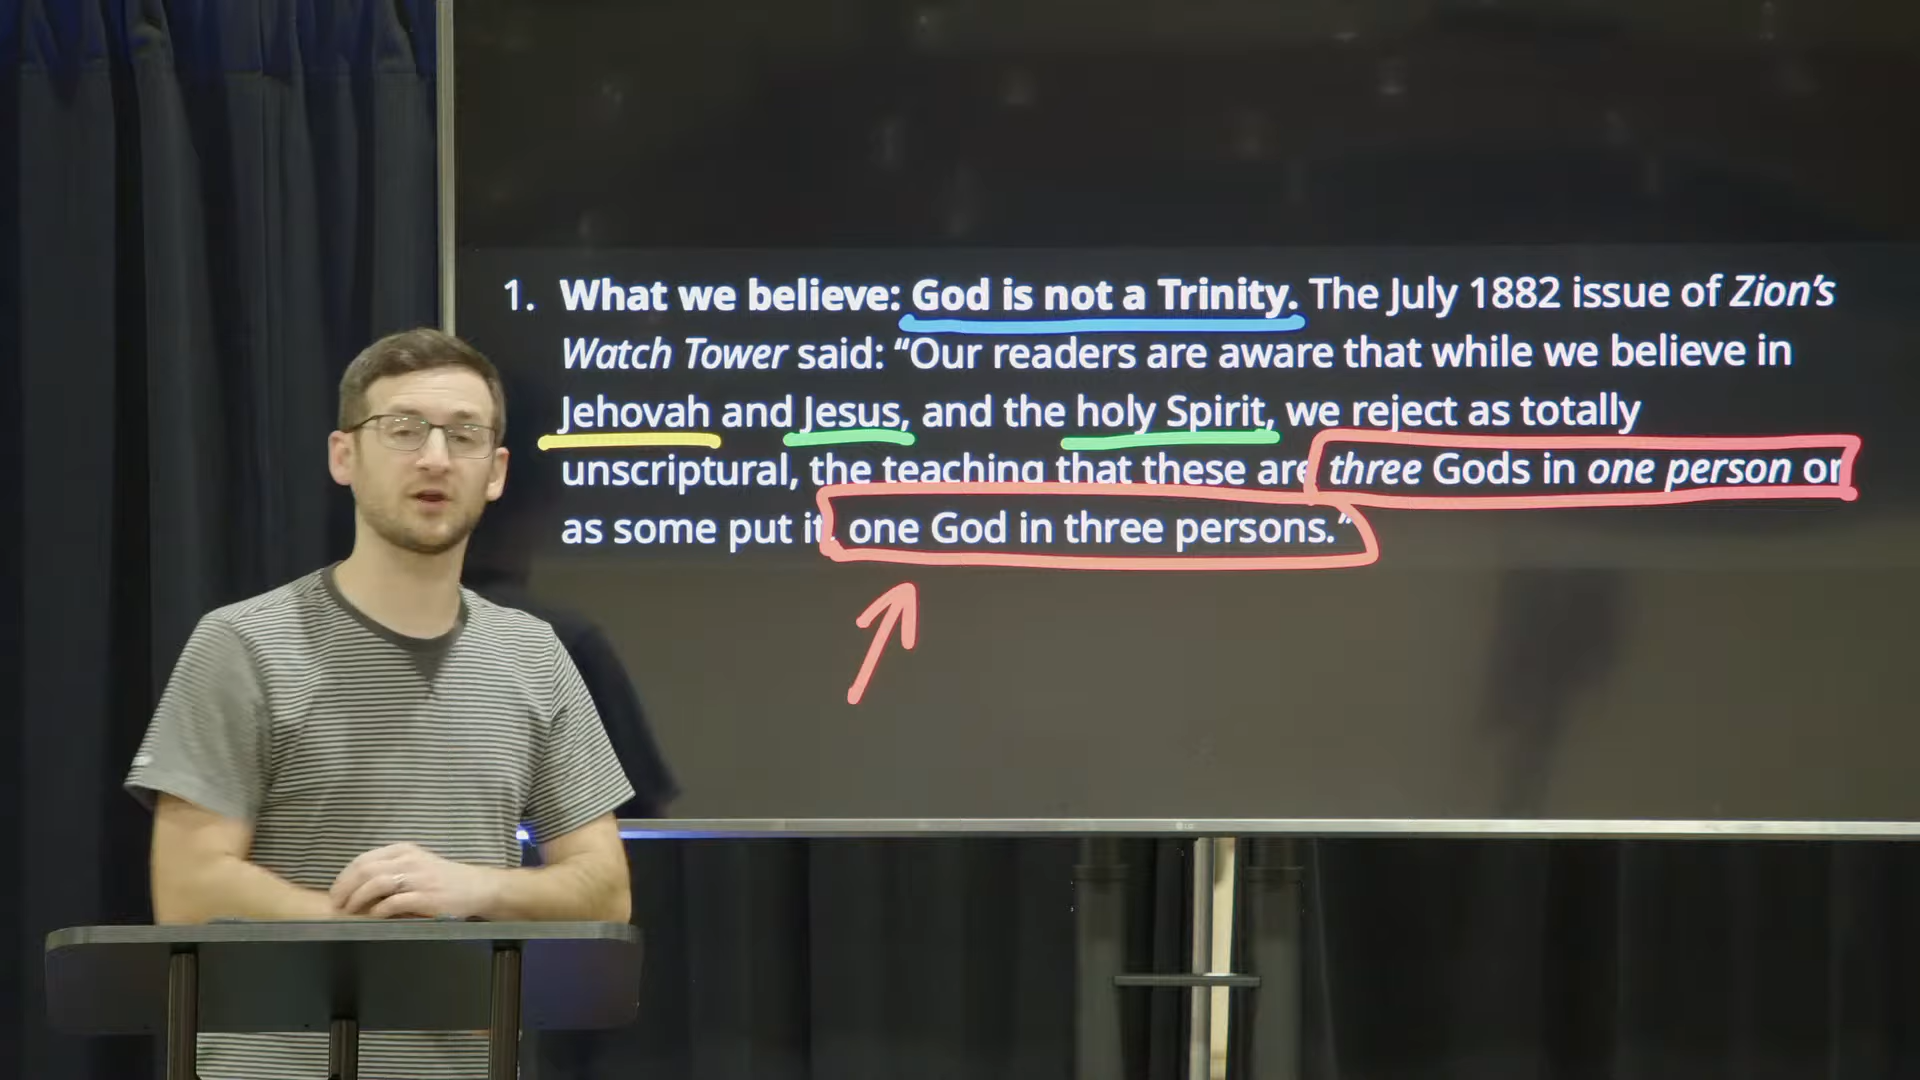 1. What we believe: God is not a Trinity. The July 1882 issue of Zion's
Watch Tower said: “Our readers are aware that while we believe in
Jehovah and Jesus, and the holy Spirit, we reject as totally
unscriptural, the teaching that these are three Gods in one person or
as some put it, one God in three persons.”
LG